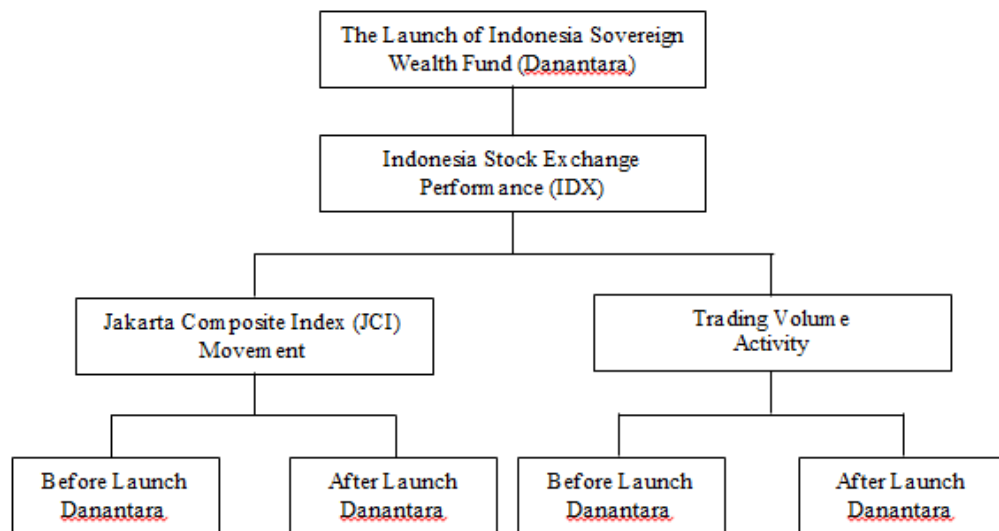 The Launch of Indonesia Sovereign
Wealth Fund (Danantara)
Indonesia Stock Exchange
Performance (IDX)
Jakarta Composite Index (JCI)
Movement
Trading Volume
Activity
Before Launch
Danantara
After Launch
Danantara
Before Launch
Danantara
After Launch
Danantara